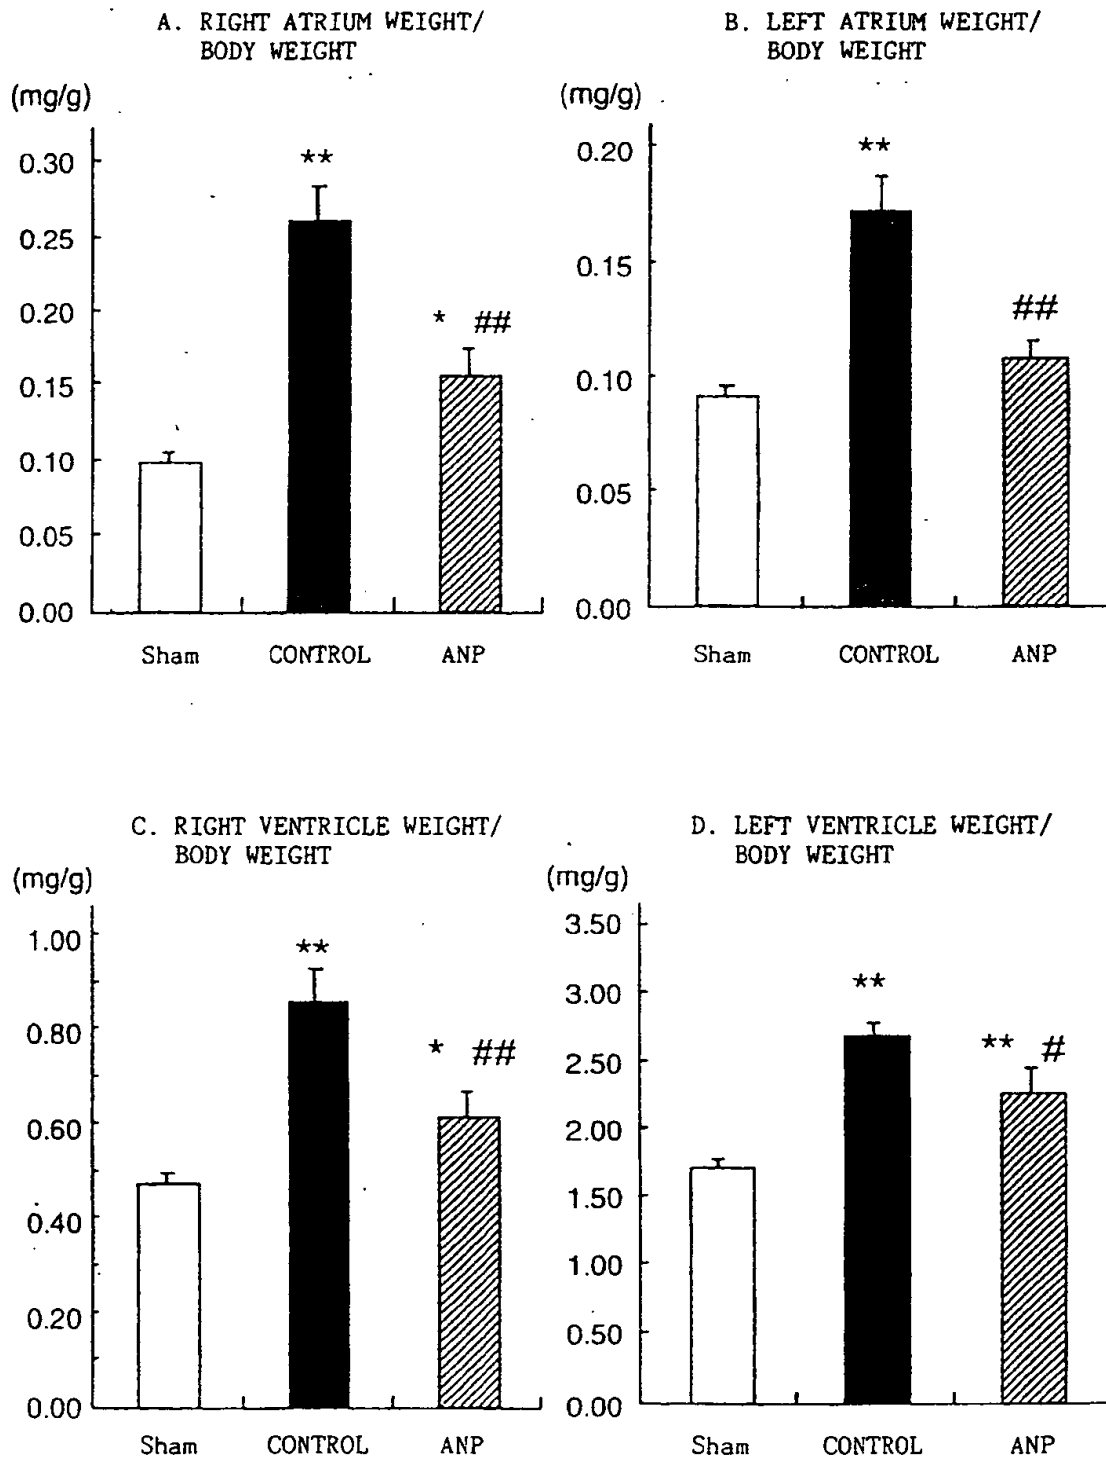 A. RIGHT ATRIUM WEIGHT/
BODY WEIGHT
(mg/g)
0.30
0.25
0.20
0.15
0.10
0.05
0.00
**
* ##
Sham CONTROL ANP
B. LEFT ATRIUM WEIGHT/
BODY WEIGHT
(mg/g)
0.20
0.15
0.10
0.05
0.00
**
##
Sham CONTROL ANP
C. RIGHT VENTRICLE WEIGHT/
BODY WEIGHT
(mg/g)
1.00
0.80
0.60
0.40
0.20
0.00
**
* ##
Sham CONTROL ANP
D. LEFT VENTRICLE WEIGHT/
BODY WEIGHT
(mg/g)
3.50
3.00
2.50
2.00
1.50
1.00
0.50
0.00
**
** #
Sham CONTROL ANP